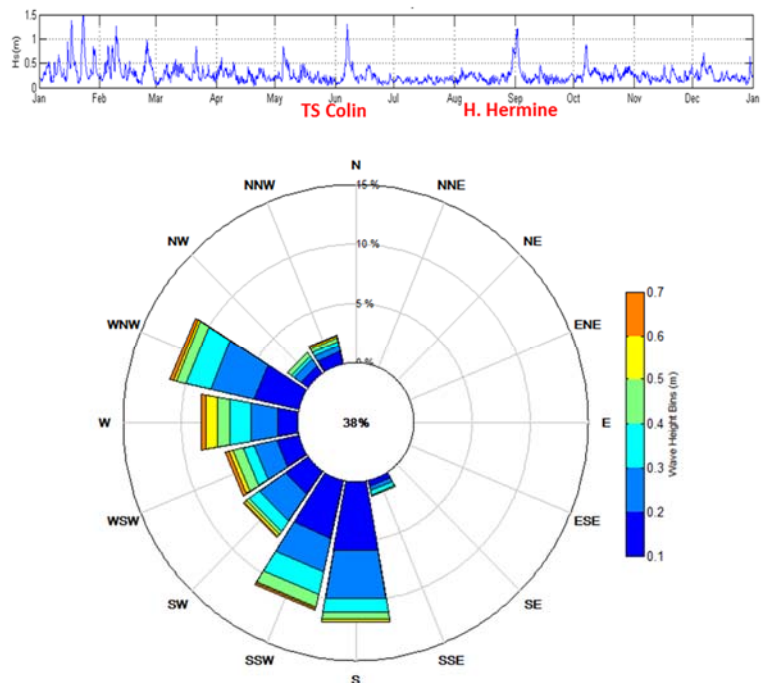 1.5
1
0.5
0
Hs(m)
Jan Feb Mar Apr May Jun Jul Aug Sep Oct Nov Dec Jan
TS Colin H. Hermine
N
NNW NNE
15 %
NW NE
10 %
WNW ENE
5 %
0 %
W 38% E
WSW ESE
SW SE
SSW SSE
S
0.7
0.6
0.5
0.4
0.3
0.2
0.1
Wave Height Bins (m)